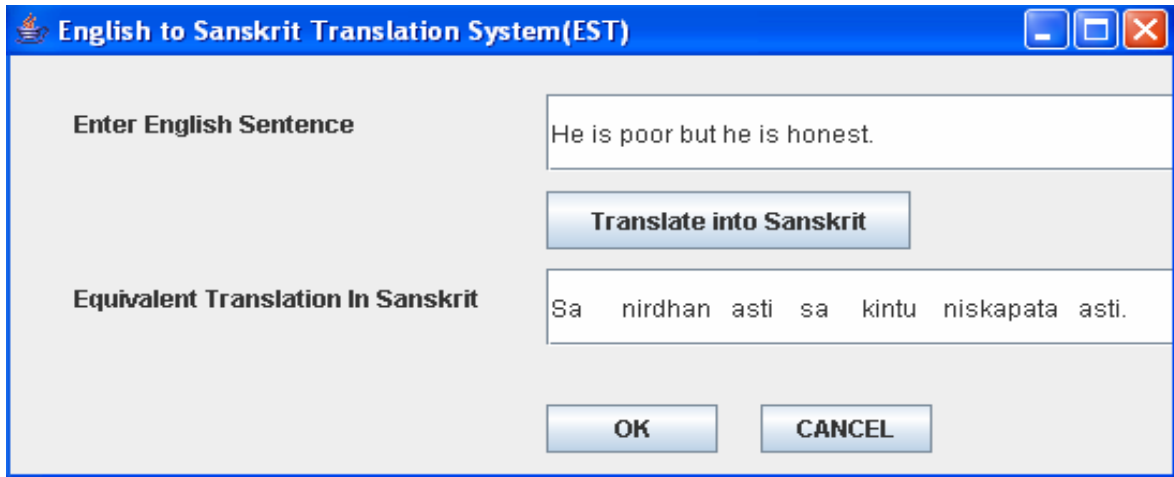 English to Sanskrit Translation System(EST)
Enter English Sentence
He is poor but he is honest.
Translate into Sanskrit
Equivalent Translation In Sanskrit
Sa nirdhan asti sa kintu niskapata asti.
OK CANCEL